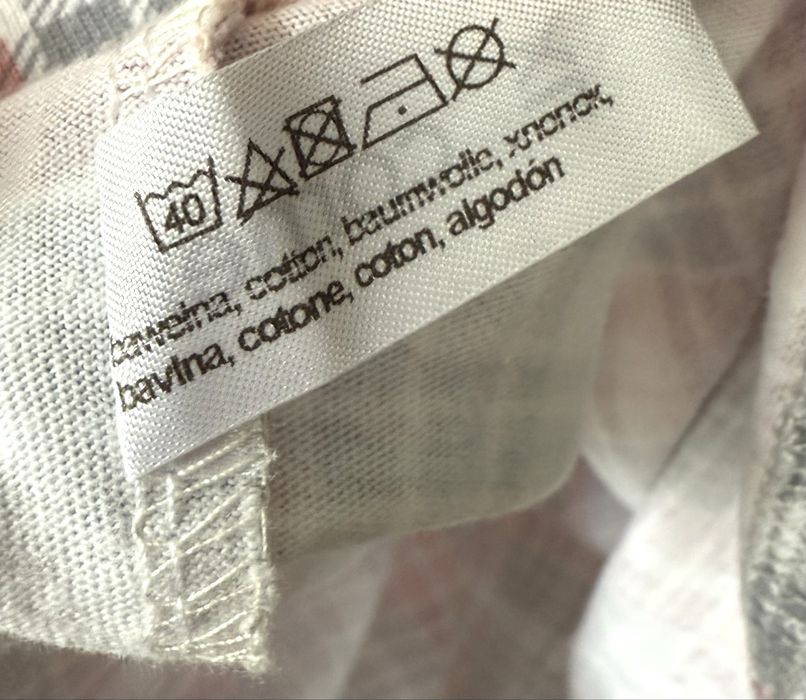 40
bawełna, cotton, baumwolle, хлопок,
bavlna, cotone, coton, algodón